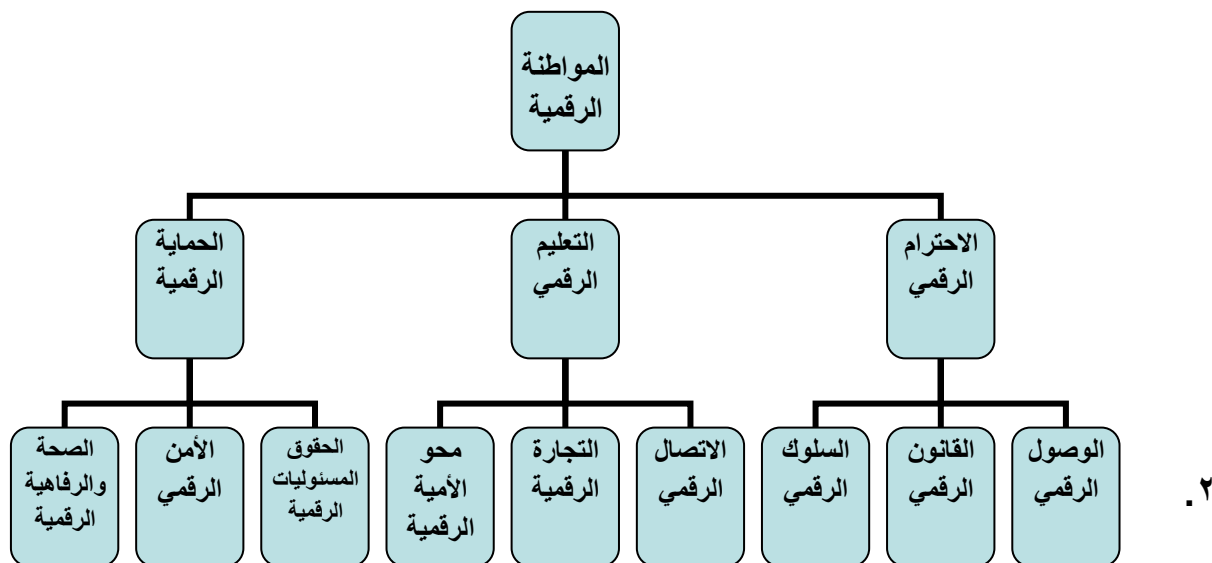 المواطنة
الرقمية
الاحترام
الرقمي
التعليم
الرقمي
الحماية
الرقمية
الوصول
الرقمي
القانون
الرقمي
السلوك
الرقمي
الاتصال
الرقمي
التجارة
الرقمية
محو
الأمية
الرقمية
الحقوق
المسئوليات
الرقمية
الأمن
الرقمي
الصحة
والرفاهية
الرقمية
٢.